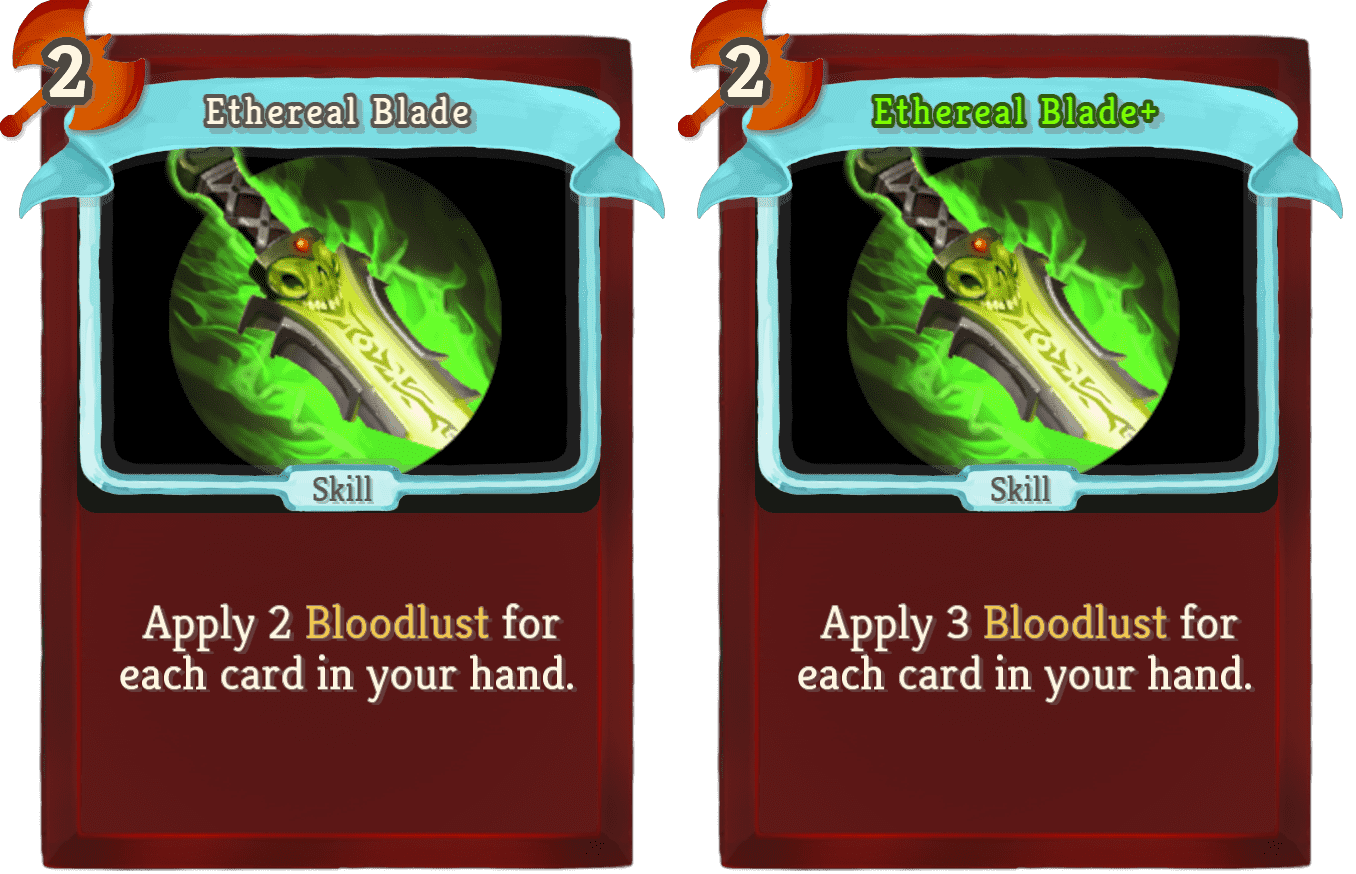 2
Ethereal Blade
Skill
Apply 2 Bloodlust for
each card in your hand.
2
Ethereal Blade+
Skill
Apply 3 Bloodlust for
each card in your hand.